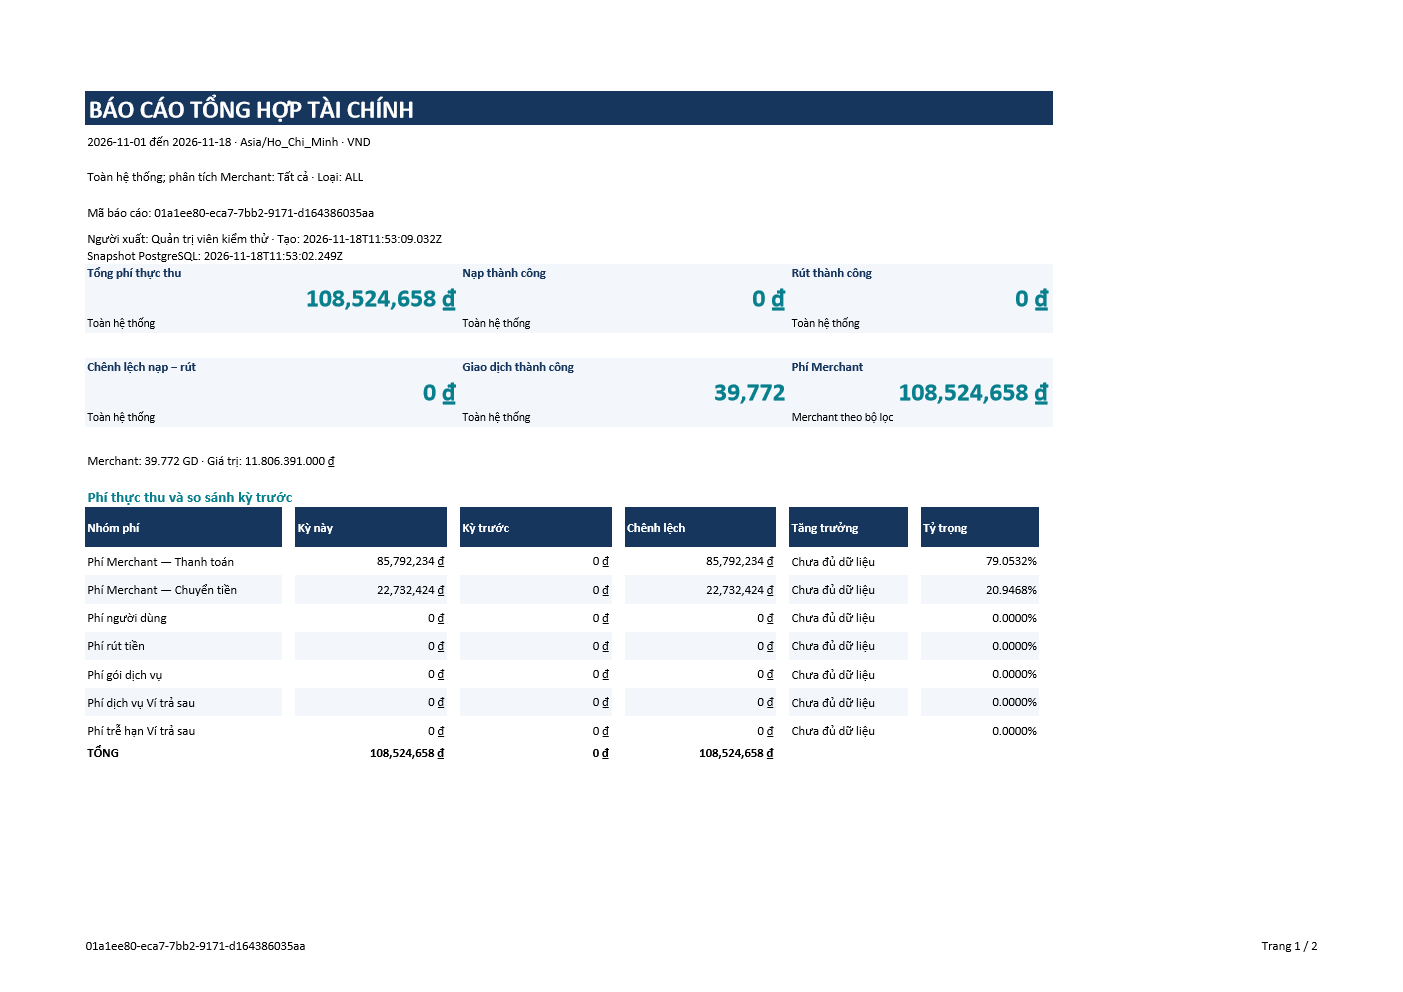 BÁO CÁO TỔNG HỢP TÀI CHÍNH
2026-11-01 đến 2026-11-18 · Asia/Ho_Chi_Minh · VND
Toàn hệ thống; phân tích Merchant: Tất cả · Loại: ALL
Mã báo cáo: 01a1ee80-eca7-7bb2-9171-d164386035aa
Người xuất: Quản trị viên kiểm thử · Tạo: 2026-11-18T11:53:09.032Z
Snapshot PostgreSQL: 2026-11-18T11:53:02.249Z
Tổng phí thực thu Nạp thành công Rút thành công
108,524,658 ₫ 0 ₫ 0 ₫
Toàn hệ thống Toàn hệ thống Toàn hệ thống
Chênh lệch nạp – rút Giao dịch thành công Phí Merchant
0 ₫ 39,772 108,524,658 ₫
Toàn hệ thống Toàn hệ thống Merchant theo bộ lọc
Merchant: 39.772 GD · Giá trị: 11.806.391.000 ₫
Phí thực thu và so sánh kỳ trước
Nhóm phí Kỳ này Kỳ trước Chênh lệch Tăng trưởng Tỷ trọng
Phí Merchant — Thanh toán 85,792,234 ₫ 0 ₫ 85,792,234 ₫ Chưa đủ dữ liệu 79.0532%
Phí Merchant — Chuyển tiền 22,732,424 ₫ 0 ₫ 22,732,424 ₫ Chưa đủ dữ liệu 20.9468%
Phí người dùng 0 ₫ 0 ₫ 0 ₫ Chưa đủ dữ liệu 0.0000%
Phí rút tiền 0 ₫ 0 ₫ 0 ₫ Chưa đủ dữ liệu 0.0000%
Phí gói dịch vụ 0 ₫ 0 ₫ 0 ₫ Chưa đủ dữ liệu 0.0000%
Phí dịch vụ Ví trả sau 0 ₫ 0 ₫ 0 ₫ Chưa đủ dữ liệu 0.0000%
Phí trễ hạn Ví trả sau 0 ₫ 0 ₫ 0 ₫ Chưa đủ dữ liệu 0.0000%
TỔNG 108,524,658 ₫ 0 ₫ 108,524,658 ₫
01a1ee80-eca7-7bb2-9171-d164386035aa Trang 1 / 2